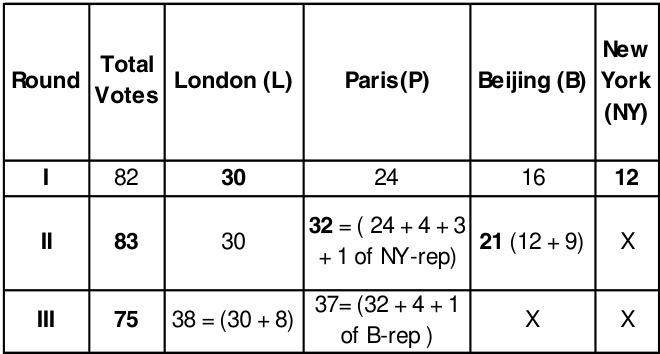 Round Total Votes London (L) Paris(P) Beijing (B) New York (NY)
I 82 30 24 16 12
II 83 30 32 = ( 24 + 4 + 3 + 1 of NY-rep) 21 (12 + 9) X
III 75 38 = (30 + 8) 37= (32 + 4 + 1 of B-rep ) X X